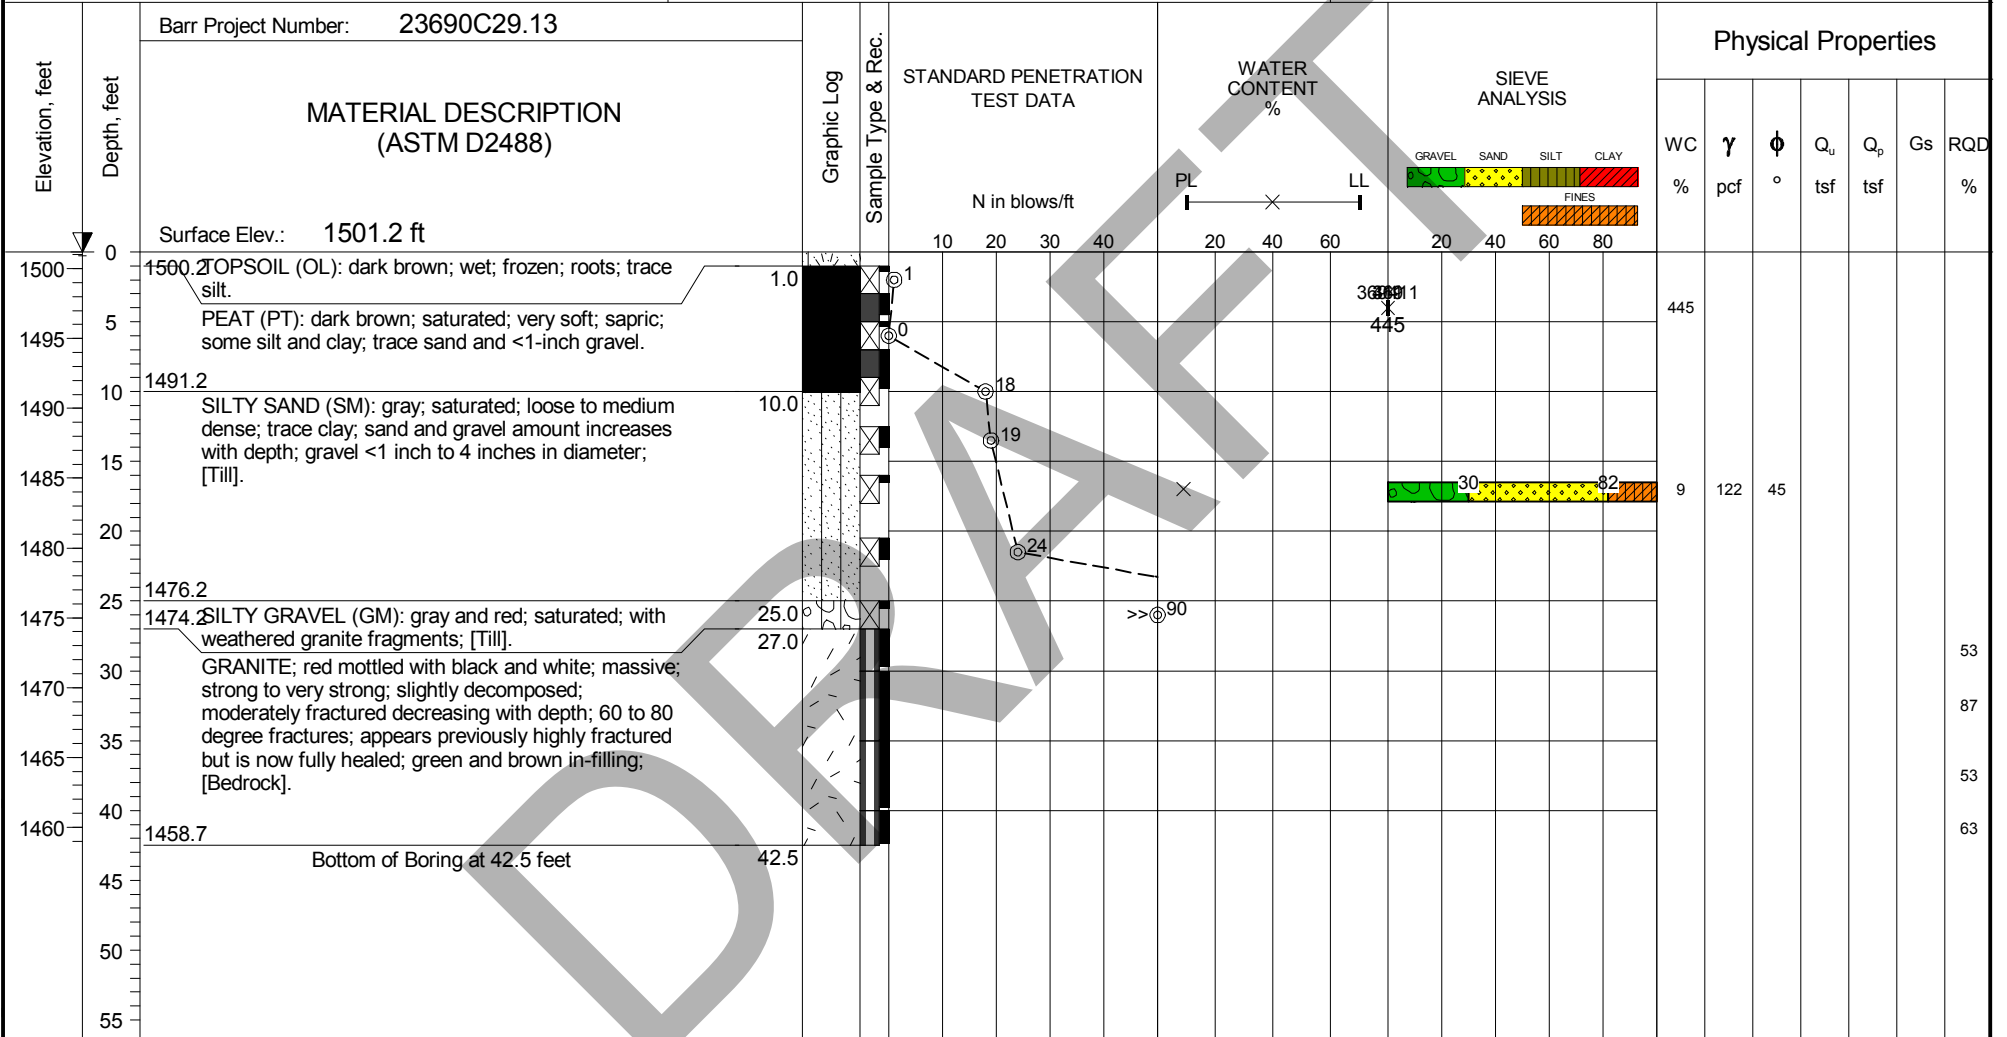 Barr Project Number: 23690C29.13
Elevation, feet
Depth, feet
MATERIAL DESCRIPTION
(ASTM D2488)
Surface Elev.: 1501.2 ft
Graphic Log
Sample Type & Rec.
STANDARD PENETRATION
TEST DATA
N in blows/ft
10 20 30 40
WATER
CONTENT
%
PL LL
20 40 60
SIEVE
ANALYSIS
GRAVEL SAND SILT CLAY
FINES
20 40 60 80
Physical Properties
WC γ ϕ Qu Qp Gs RQD
% pcf ° tsf tsf %
0
1500
1500.2 TOPSOIL (OL): dark brown; wet; frozen; roots; trace
silt.
1.0
1
445
445
PEAT (PT): dark brown; saturated; very soft; sapric;
some silt and clay; trace sand and <1-inch gravel.
5
0
1495
1491.2
10
10.0
18
1490
SILTY SAND (SM): gray; saturated; loose to medium
dense; trace clay; sand and gravel amount increases
with depth; gravel <1 inch to 4 inches in diameter;
[Till].
19
15
1485
30 82
9 122 45
20
1480
24
1476.2
25
25.0
1475
1474.2 SILTY GRAVEL (GM): gray and red; saturated; with
weathered granite fragments; [Till].
27.0
>> 90
GRANITE; red mottled with black and white; massive;
strong to very strong; slightly decomposed;
moderately fractured decreasing with depth; 60 to 80
degree fractures; appears previously highly fractured
but is now fully healed; green and brown in-filling;
[Bedrock].
53
30
1470
87
35
1465
53
40
1460
63
1458.7
Bottom of Boring at 42.5 feet
42.5
45
50
55
DRAFT